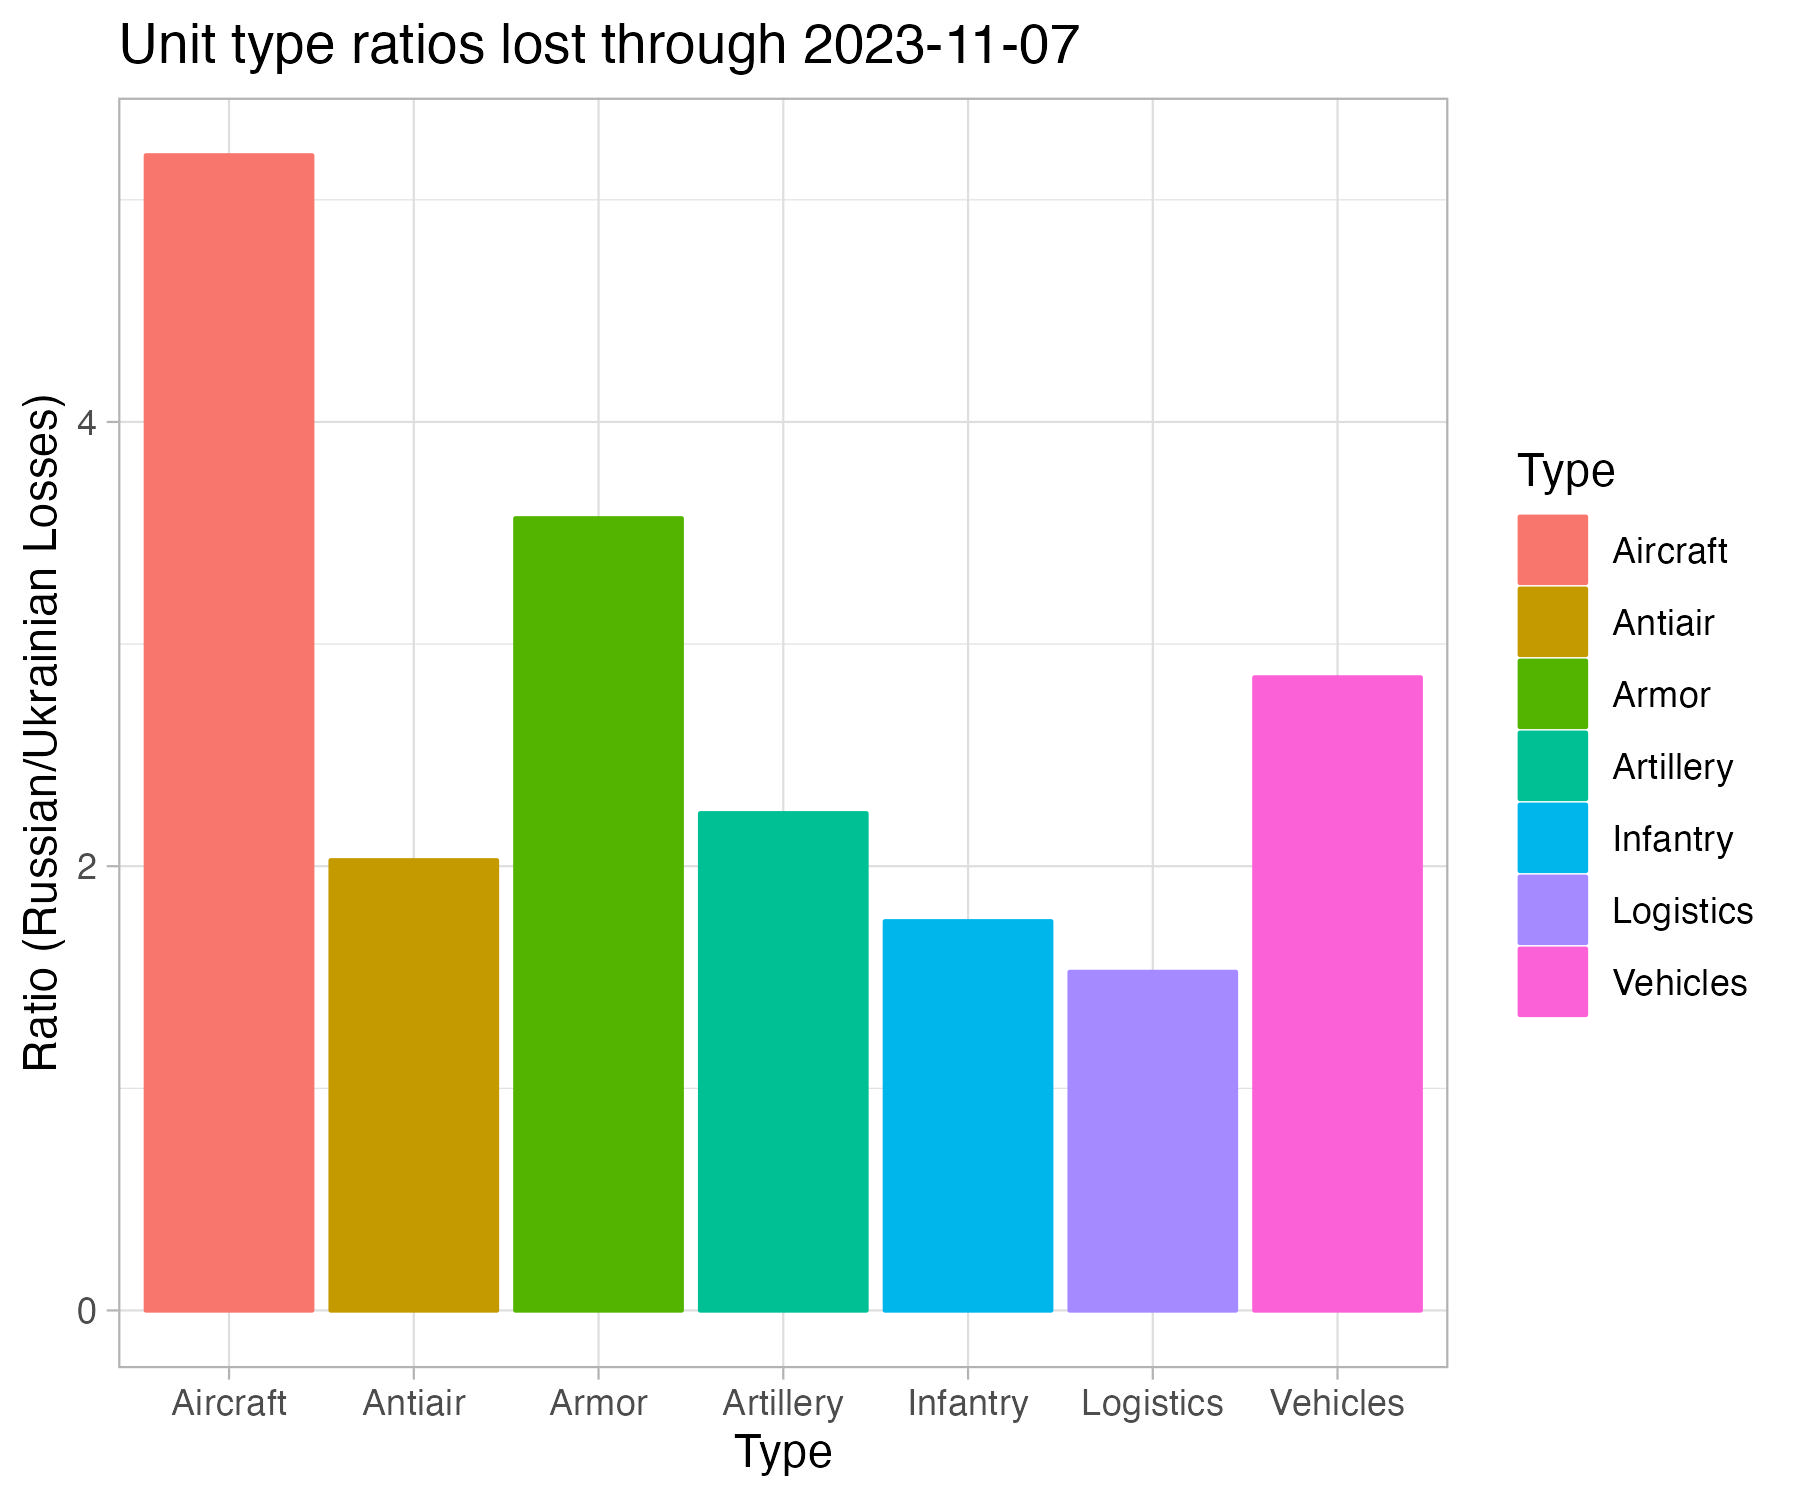 Unit type ratios lost through 2023-11-07
Ratio (Russian/Ukrainian Losses)
4
2
0
Aircraft
Antiair
Armor
Artillery
Infantry
Logistics
Vehicles
Type
Type
Aircraft
Antiair
Armor
Artillery
Infantry
Logistics
Vehicles